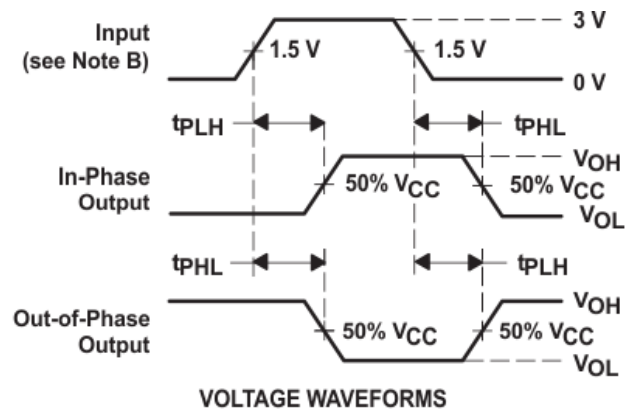 Input
(see Note B)
1.5 V
1.5 V
3 V
0 V
tPLH
tPHL
In-Phase
Output
50% VCC
50% VCC
VOH
VOL
tPHL
tPLH
Out-of-Phase
Output
50% VCC
50% VCC
VOH
VOL
VOLTAGE WAVEFORMS